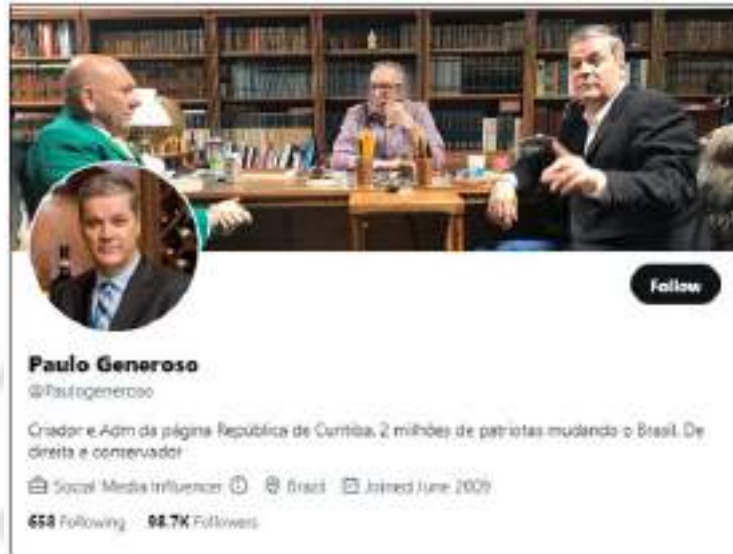 Follow
Paulo Generoso
@Paulogeneroso
Criador e Adm da página República de Curitiba, 2 milhões de patriotas mudando o Brasil. De
direita e conservador
Social Media Influencer Brazil Joined June 2009
658 Following 98.7K Followers